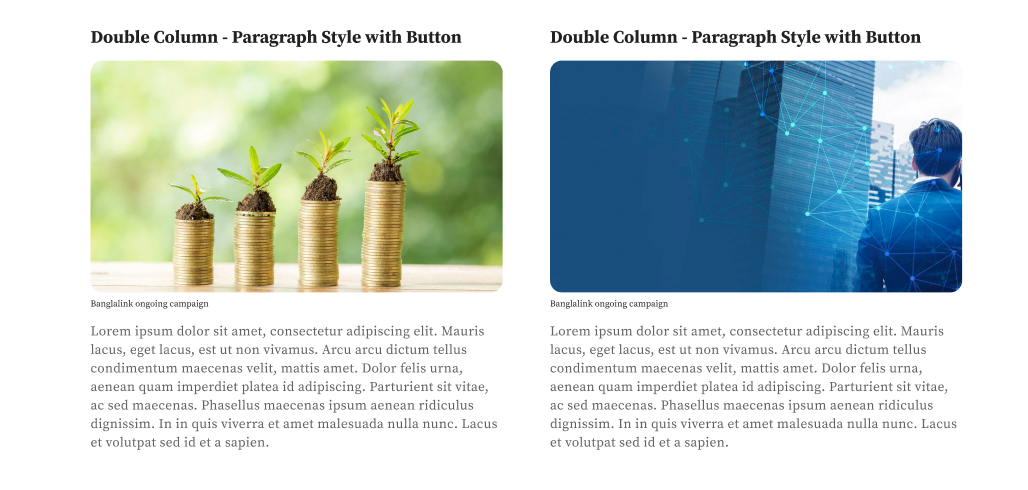 Double Column - Paragraph Style with Button
Banglalink ongoing campaign
Lorem ipsum dolor sit amet, consectetur adipiscing elit. Mauris
lacus, eget lacus, est ut non vivamus. Arcu arcu dictum tellus
condimentum maecenas velit, mattis amet. Dolor felis urna,
aenean quam imperdiet platea id adipiscing. Parturient sit vitae,
ac sed maecenas. Phasellus maecenas ipsum aenean ridiculus
dignissim. In in quis viverra et amet malesuada nulla nunc. Lacus
et volutpat sed id et a sapien.
Double Column - Paragraph Style with Button
Banglalink ongoing campaign
Lorem ipsum dolor sit amet, consectetur adipiscing elit. Mauris
lacus, eget lacus, est ut non vivamus. Arcu arcu dictum tellus
condimentum maecenas velit, mattis amet. Dolor felis urna,
aenean quam imperdiet platea id adipiscing. Parturient sit vitae,
ac sed maecenas. Phasellus maecenas ipsum aenean ridiculus
dignissim. In in quis viverra et amet malesuada nulla nunc. Lacus
et volutpat sed id et a sapien.